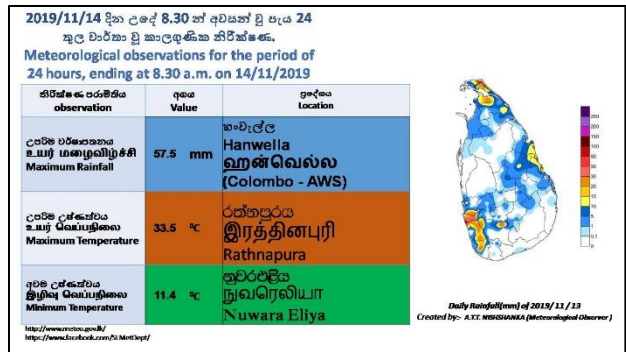 2019/11/14 දින උදේ 8.30 න් අවසන් වූ පැය 24
තුල වාර්තා වූ කාලගුණික නිරීක්ෂණ.
Meteorological observations for the period of
24 hours, ending at 8.30 a.m. on 14/11/2019
නිරීක්ෂණ පරාමිතිය
observation
අගය
Value
ප්‍රදේශය
Location
උපරිම වර්ෂාපතනය
உயர் மழைவீழ்ச்சி
Maximum Rainfall
57.5 mm
හංවැල්ල
Hanwella
ஹன்வெல்ல
(Colombo - AWS)
උපරිම උෂ්ණත්වය
உயர் வெப்பநிலை
Maximum Temperature
33.5 ºC
රත්නපුරය
இரத்தினபுரி
Rathnapura
අවම උෂ්ණත්වය
இழிவு வெப்பநிலை
Minimum Temperature
11.4 ºC
නුවරඑළිය
நுவரெலியா
Nuwara Eliya
http://www.meteo.gov.lk/
https://www.facebook.com/SLMetDept/
Daily Rainfall(mm) of 2019/11/13
Created by:- A.T.T. NISHSHANKA (Meteorological Observer)